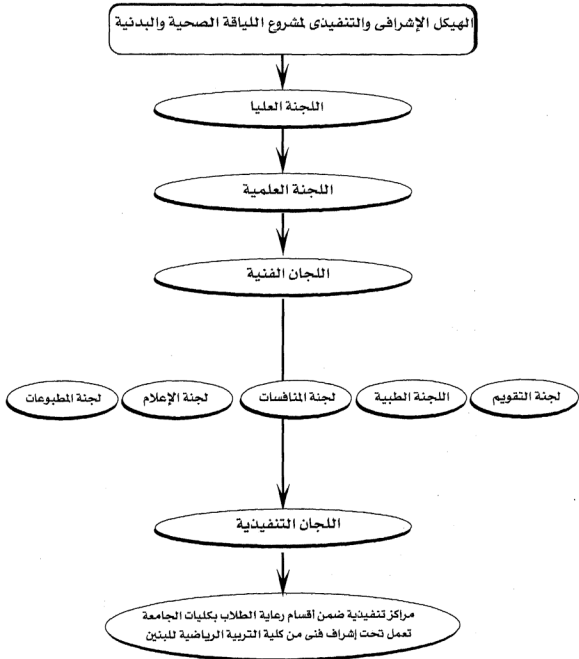 الهيكل الإشرافى والتنفيذى لمشروع اللياقة الصحية والبدنية
اللجنة العليا
اللجنة العلمية
اللجان الفنية
لجنة التقويم
اللجنة الطبية
لجنة المنافسات
لجنة الإعلام
لجنة المطبوعات
اللجان التنفيذية
مراكز تنفيذية ضمن أقسام رعاية الطلاب بكليات الجامعة
تعمل تحت إشراف فنى من كلية التربية الرياضية للبنين